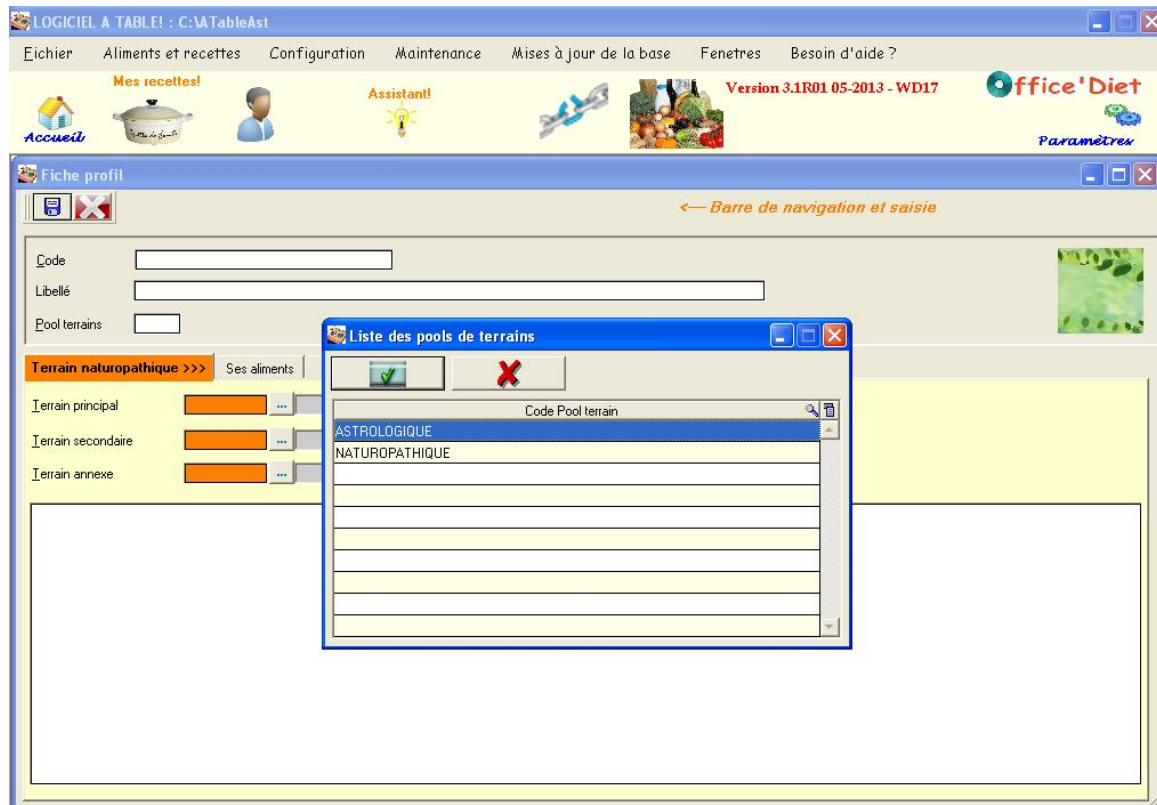 LOGICIEL A TABLE! : C:\ATableAst
Fichier Aliments et recettes Configuration Maintenance Mises à jour de la base Fenetres Besoin d'aide ?
Mes recettes!
Assistant!
Version 3.1R01 05-2013 - WD17
Office'Diet
Accueil
Paramètres
Fiche profil
<— Barre de navigation et saisie
Code
Libellé
Pool terrains
Liste des pools de terrains
Terrain naturopathique >>> Ses aliments
Terrain principal ...
Terrain secondaire ...
Terrain annexe ...
Code Pool terrain
ASTROLOGIQUE
NATUROPATHIQUE